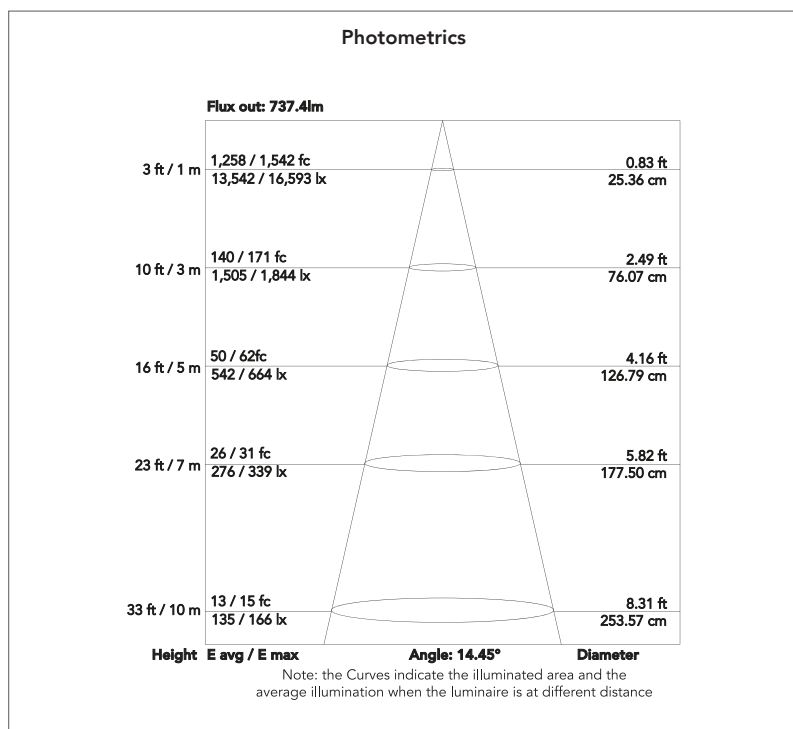 Photometrics
Flux out: 737.4lm
3 ft / 1 m
1,258 / 1,542 fc
13,542 / 16,593 lx
0.83 ft
25.36 cm
10 ft / 3 m
140 / 171 fc
1,505 / 1,844 lx
2.49 ft
76.07 cm
16 ft / 5 m
50 / 62fc
542 / 664 lx
4.16 ft
126.79 cm
23 ft / 7 m
26 / 31 fc
276 / 339 lx
5.82 ft
177.50 cm
33 ft / 10 m
13 / 15 fc
135 / 166 lx
8.31 ft
253.57 cm
Height E avg / E max Angle: 14.45° Diameter
Note: the Curves indicate the illuminated area and the
average illumination when the luminaire is at different distance